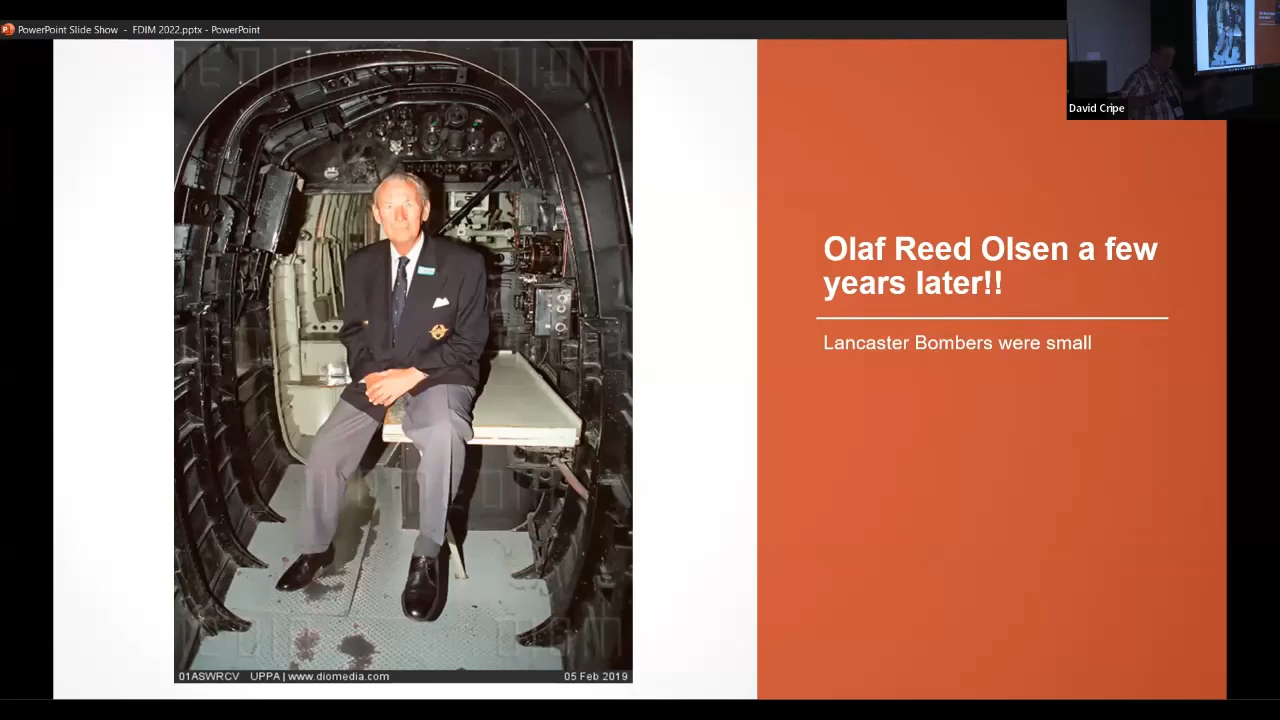 PowerPoint Slide Show - FDIM 2022.pptx - PowerPoint
David Cripe
Olaf Reed Olsen a few
years later!!
Lancaster Bombers were small
01ASWRCV UPPA | www.diomedia.com
05 Feb 2019